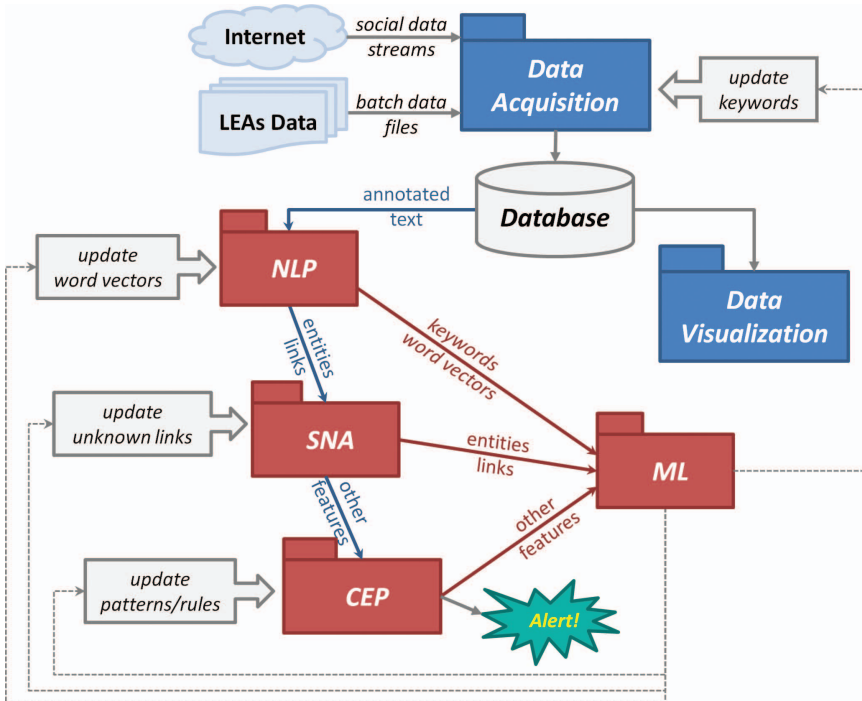 Internet
social data
streams
Data
Acquisition
update
keywords
LEAs Data
batch data
files
annotated
text
Database
update
word vectors
NLP
Data
Visualization
entities
links
keywords
word vectors
update
unknown links
SNA
entities
links
ML
other
features
other
features
update
patterns/rules
CEP
Alert!